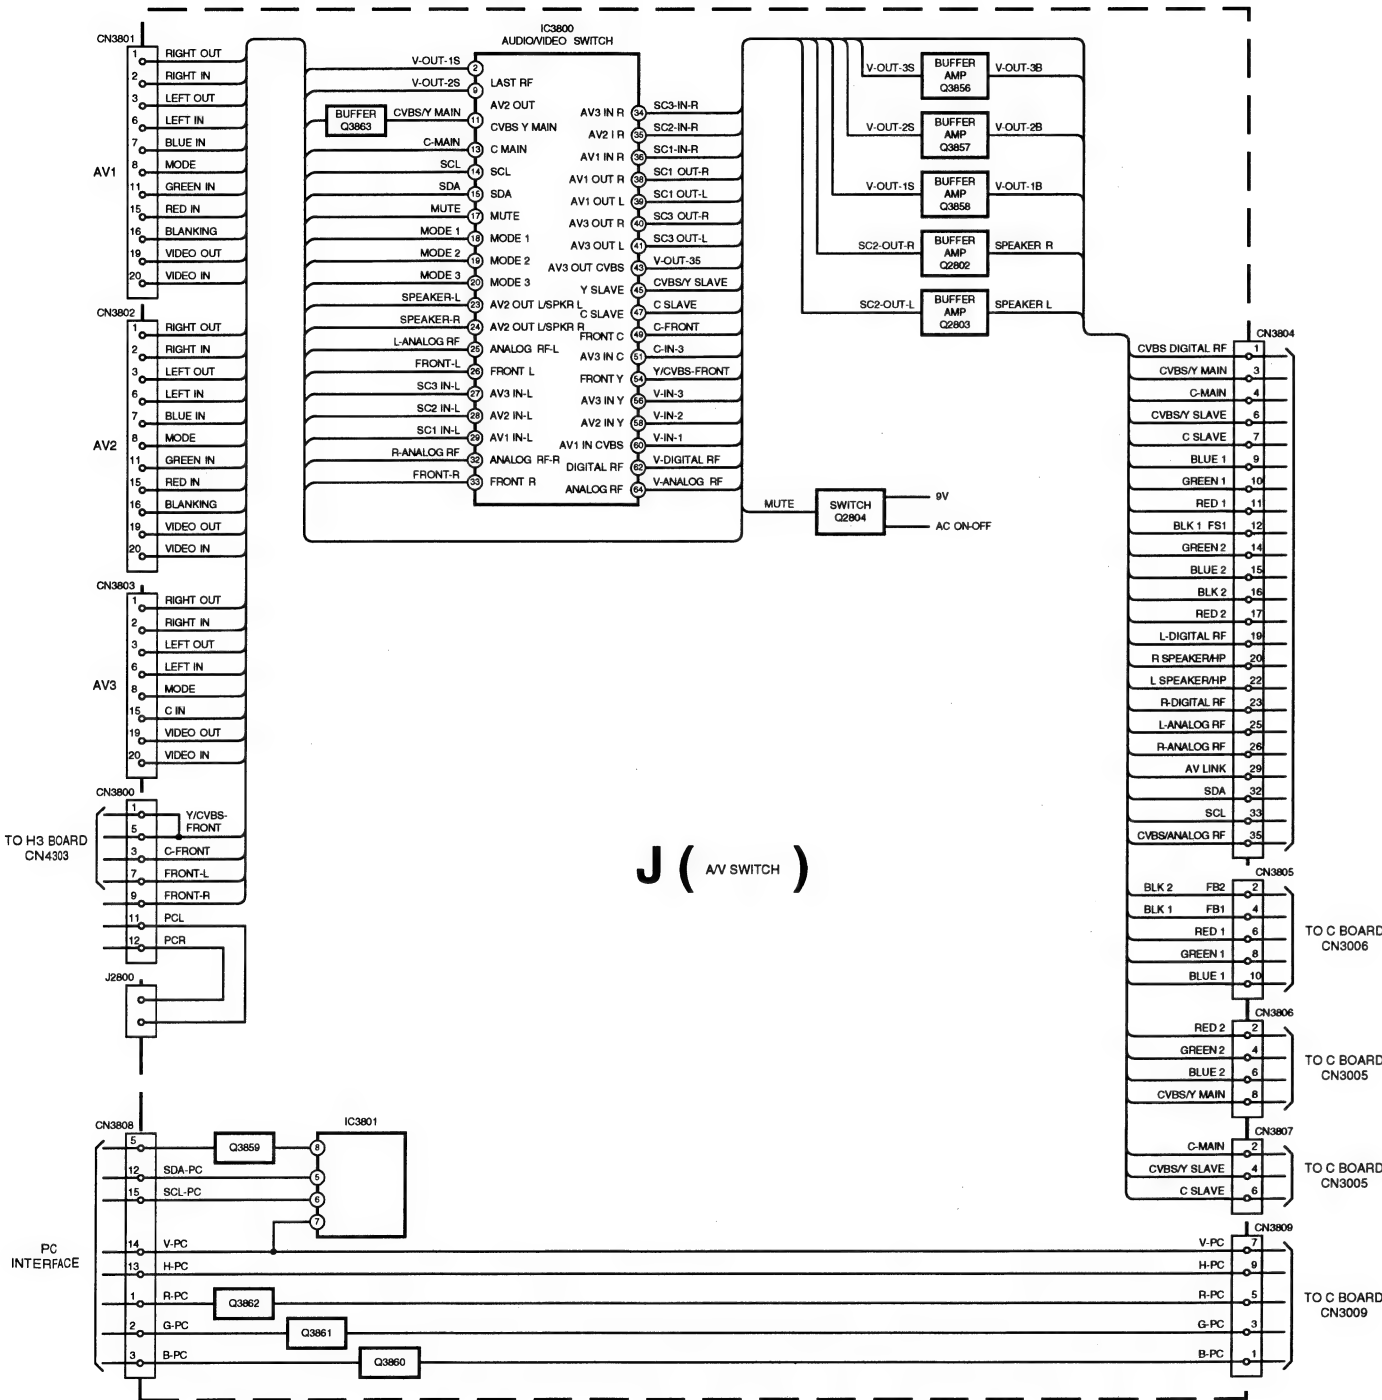 CN3801
1 RIGHT OUT
2 RIGHT IN
3 LEFT OUT
6 LEFT IN
7 BLUE IN
8 MODE
11 GREEN IN
15 RED IN
16 BLANKING
19 VIDEO OUT
20 VIDEO IN
AV1
CN3802
1 RIGHT OUT
2 RIGHT IN
3 LEFT OUT
6 LEFT IN
7 BLUE IN
8 MODE
11 GREEN IN
15 RED IN
16 BLANKING
19 VIDEO OUT
20 VIDEO IN
AV2
CN3803
1 RIGHT OUT
2 RIGHT IN
3 LEFT OUT
6 LEFT IN
8 MODE
15 C IN
19 VIDEO OUT
20 VIDEO IN
AV3
CN3800
1 Y/CVBS-
5 FRONT
3 C-FRONT
7 FRONT-L
9 FRONT-R
11 PCL
12 PCR
TO H3 BOARD
CN4303
J2800
IC3800
AUDIO/VIDEO SWITCH
V-OUT-1S 2
LAST RF
V-OUT-2S 9
AV2 OUT
BUFFER
Q3863
CVBS/Y MAIN 11
CVBS Y MAIN
C-MAIN 13 C MAIN
SCL 14 SCL
SDA 15 SDA
MUTE 17 MUTE
MODE 1 18 MODE 1
MODE 2 19 MODE 2
MODE 3 20 MODE 3
SPEAKER-L 23 AV2 OUT L/SPKR L
SPEAKER-R 24 AV2 OUT L/SPKR R
L-ANALOG RF 25 ANALOG RF-L
FRONT-L 26 FRONT L
SC3 IN-L 27 AV3 IN-L
SC2 IN-L 28 AV2 IN-L
SC1 IN-L 29 AV1 IN-L
R-ANALOG RF 32 ANALOG RF-R
FRONT-R 33 FRONT R
AV3 IN R 34 SC3-IN-R
AV2 I R 35 SC2-IN-R
AV1 IN R 36 SC1-IN-R
AV1 OUT R 38 SC1 OUT-R
AV1 OUT L 39 SC1 OUT-L
AV3 OUT R 40 SC3 OUT-R
AV3 OUT L 41 SC3 OUT-L
AV3 OUT CVBS 43 V-OUT-35
Y SLAVE 45 CVBS/Y SLAVE
C SLAVE 47 C SLAVE
FRONT C 49 C-FRONT
AV3 IN C 51 C-IN-3
FRONT Y 54 Y/CVBS-FRONT
AV3 IN Y 56 V-IN-3
AV2 IN Y 58 V-IN-2
AV1 IN CVBS 60 V-IN-1
DIGITAL RF 62 V-DIGITAL RF
ANALOG RF 64 V-ANALOG RF
V-OUT-3S
BUFFER
AMP
Q3856
V-OUT-3B
V-OUT-2S
BUFFER
AMP
Q3857
V-OUT-2B
V-OUT-1S
BUFFER
AMP
Q3858
V-OUT-1B
SC2-OUT-R
BUFFER
AMP
Q2802
SPEAKER R
SC2-OUT-L
BUFFER
AMP
Q2803
SPEAKER L
MUTE
SWITCH
Q2804
9V
AC ON-OFF
J ( A/V SWITCH )
CN3804
CVBS DIGITAL RF 1
CVBS/Y MAIN 3
C-MAIN 4
CVBS/Y SLAVE 6
C SLAVE 7
BLUE 1 9
GREEN 1 10
RED 1 11
BLK 1 FS1 12
GREEN 2 14
BLUE 2 15
BLK 2 16
RED 2 17
L-DIGITAL RF 19
R SPEAKER/HP 20
L SPEAKER/HP 22
R-DIGITAL RF 23
L-ANALOG RF 25
R-ANALOG RF 26
AV LINK 29
SDA 32
SCL 33
CVBS/ANALOG RF 35
CN3805
BLK 2 FB2 2
BLK 1 FB1 4
RED 1 6
GREEN 1 8
BLUE 1 10
TO C BOARD
CN3006
CN3806
RED 2 2
GREEN 2 4
BLUE 2 6
CVBS/Y MAIN 8
TO C BOARD
CN3005
CN3807
C-MAIN 2
CVBS/Y SLAVE 4
C SLAVE 6
TO C BOARD
CN3005
CN3808
5 Q3859
12 SDA-PC
15 SCL-PC
IC3801
8
5
6
7
PC
INTERFACE
14 V-PC
13 H-PC
1 R-PC Q3862
2 G-PC Q3861
3 B-PC Q3860
CN3809
V-PC 7
H-PC 9
R-PC 5
G-PC 3
B-PC 1
TO C BOARD
CN3009